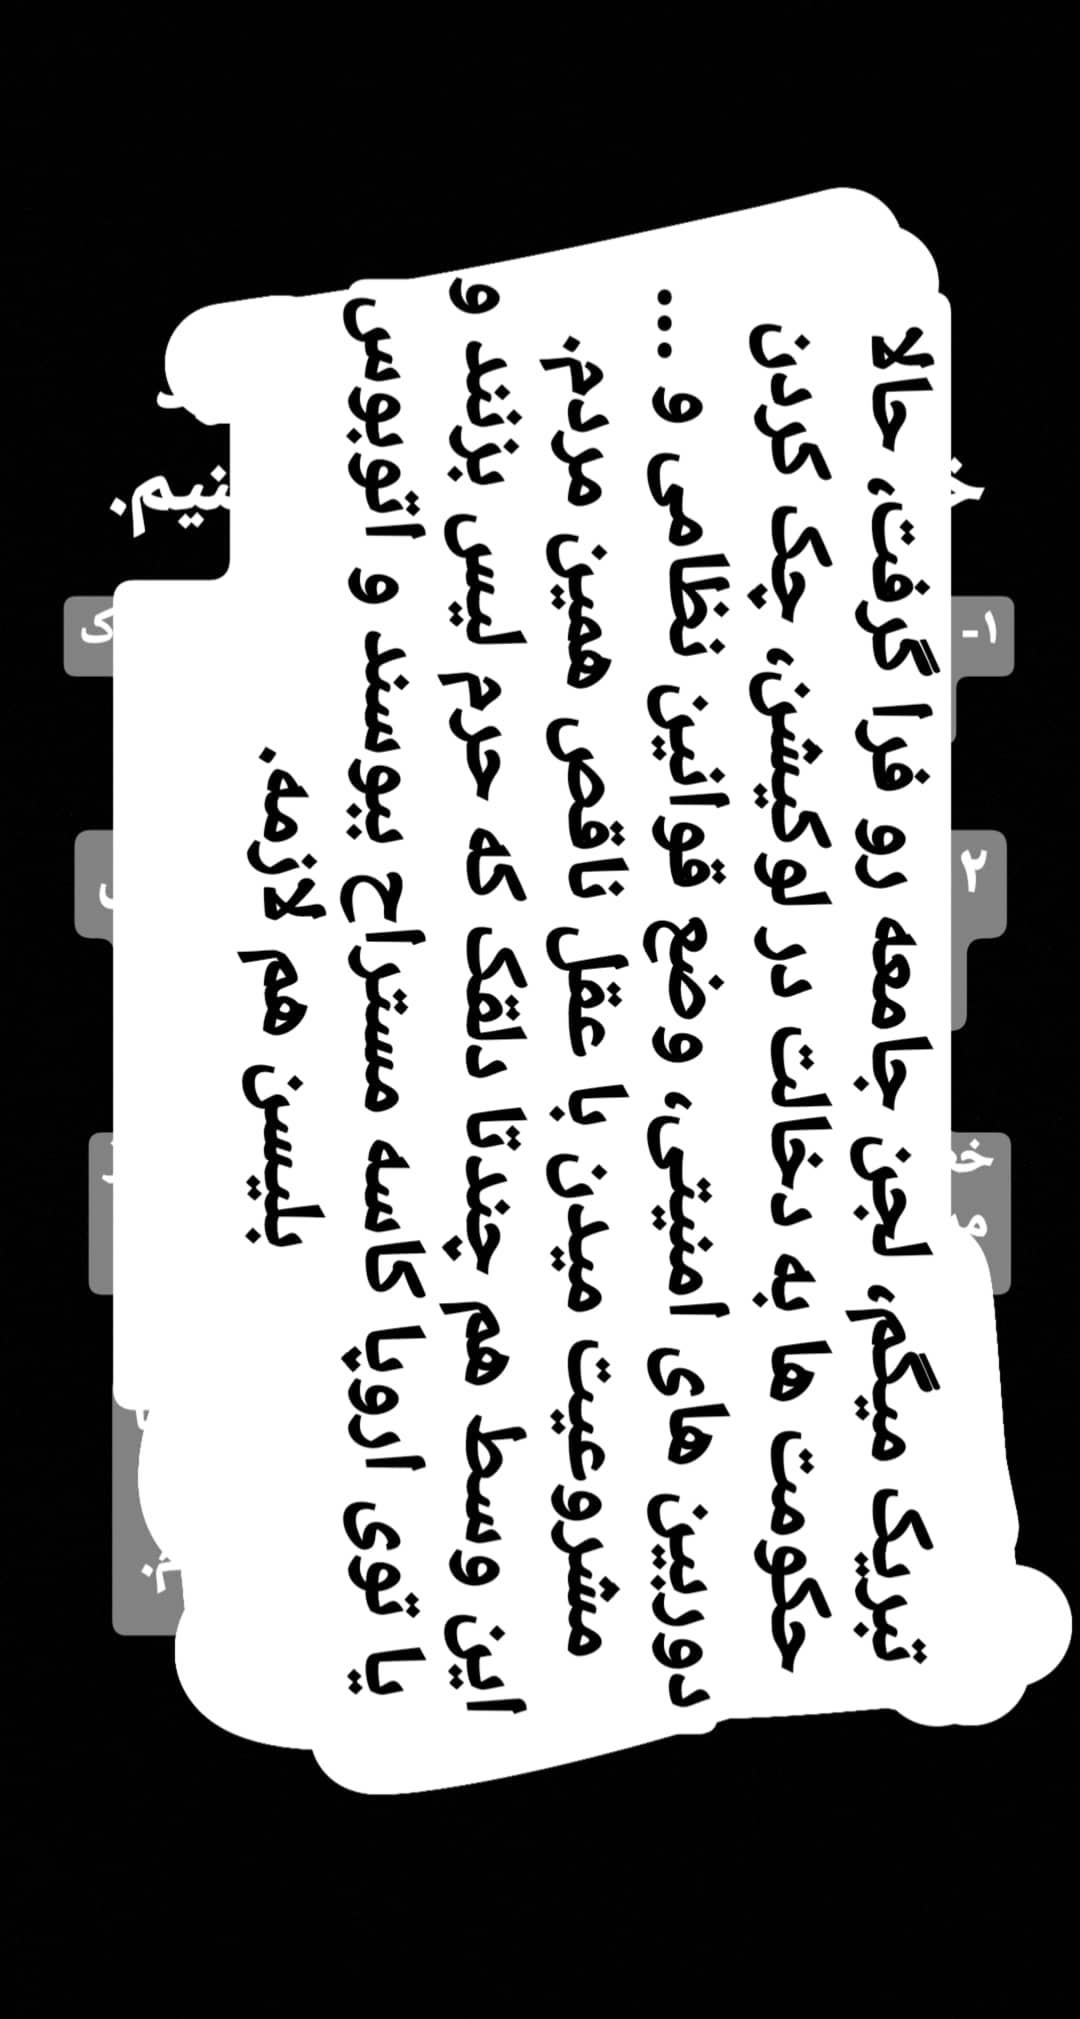 تبریک میگم، لجن جامعه رو فرا گرفت، حالا
حکومت ها به دخالت در لوکیشن، چک کردن
دوربین های امنیتی، وضع قوانین نظامی و ...
مشروعیت میدن با عقل ناقص همین مردم.
این وسط هم چندتا دلقک که حرم لیس بزنند و
یا توی اروپا کاسه مستراح ببوسند و اتوبوس
بلیسن هم لازمه.
۱-
۲